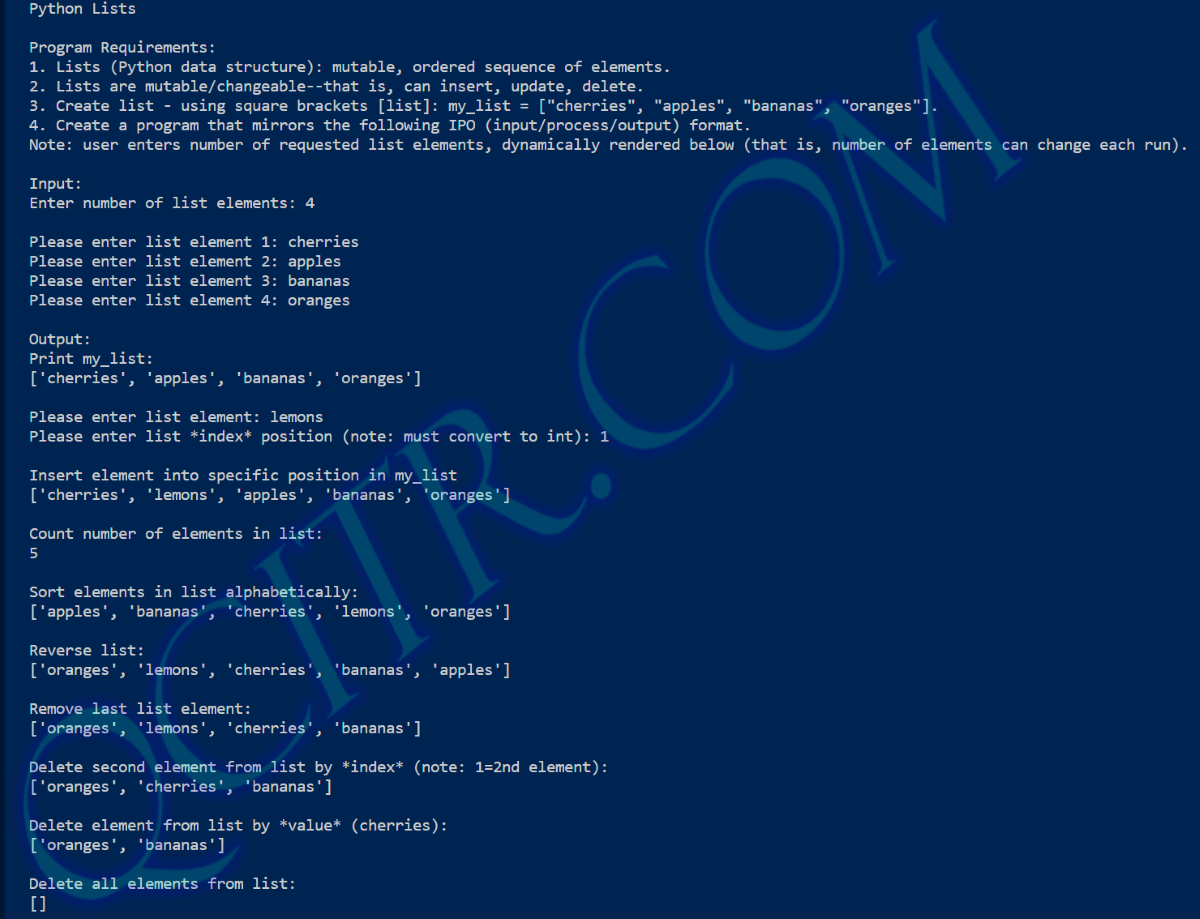 Python Lists
Program Requirements:
1. Lists (Python data structure): mutable, ordered sequence of elements.
2. Lists are mutable/changeable--that is, can insert, update, delete.
3. Create list - using square brackets [list]: my_list = ["cherries", "apples", "bananas", "oranges"].
4. Create a program that mirrors the following IPO (input/process/output) format.
Note: user enters number of requested list elements, dynamically rendered below (that is, number of elements can change each run).
Input:
Enter number of list elements: 4
Please enter list element 1: cherries
Please enter list element 2: apples
Please enter list element 3: bananas
Please enter list element 4: oranges
Output:
Print my_list:
['cherries', 'apples', 'bananas', 'oranges']
Please enter list element: lemons
Please enter list *index* position (note: must convert to int): 1
Insert element into specific position in my_list
['cherries', 'lemons', 'apples', 'bananas', 'oranges']
Count number of elements in list:
5
Sort elements in list alphabetically:
['apples', 'bananas', 'cherries', 'lemons', 'oranges']
Reverse list:
['oranges', 'lemons', 'cherries', 'bananas', 'apples']
Remove last list element:
['oranges', 'lemons', 'cherries', 'bananas']
Delete second element from list by *index* (note: 1=2nd element):
['oranges', 'cherries', 'bananas']
Delete element from list by *value* (cherries):
['oranges', 'bananas']
Delete all elements from list:
[]
QCITR.COM